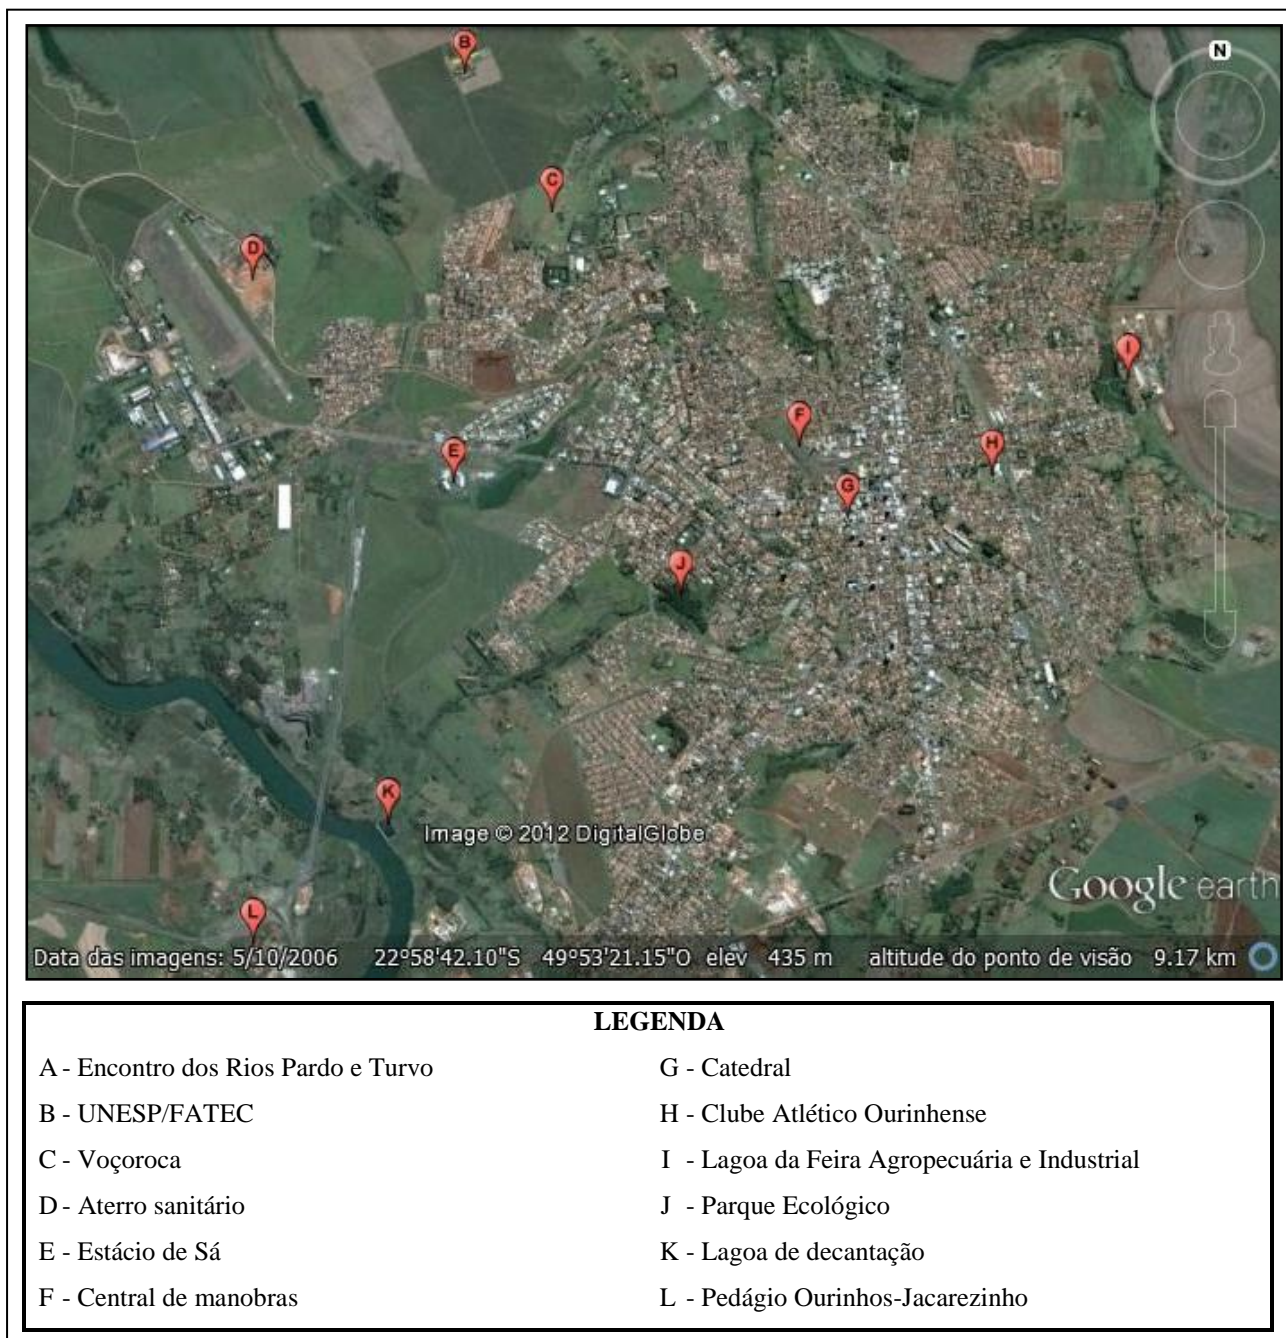 B
N
C
D
I
F
H
E
G
J
K
Image © 2012 DigitalGlobe
Google earth
L
Data das imagens: 5/10/2006 22°58'42.10"S 49°53'21.15"O elev 435 m altitude do ponto de visão 9.17 km
LEGENDA
A - Encontro dos Rios Pardo e Turvo
B - UNESP/FATEC
C - Voçoroca
D - Aterro sanitário
E - Estácio de Sá
F - Central de manobras
G - Catedral
H - Clube Atlético Ourinhense
I - Lagoa da Feira Agropecuária e Industrial
J - Parque Ecológico
K - Lagoa de decantação
L - Pedágio Ourinhos-Jacarezinho